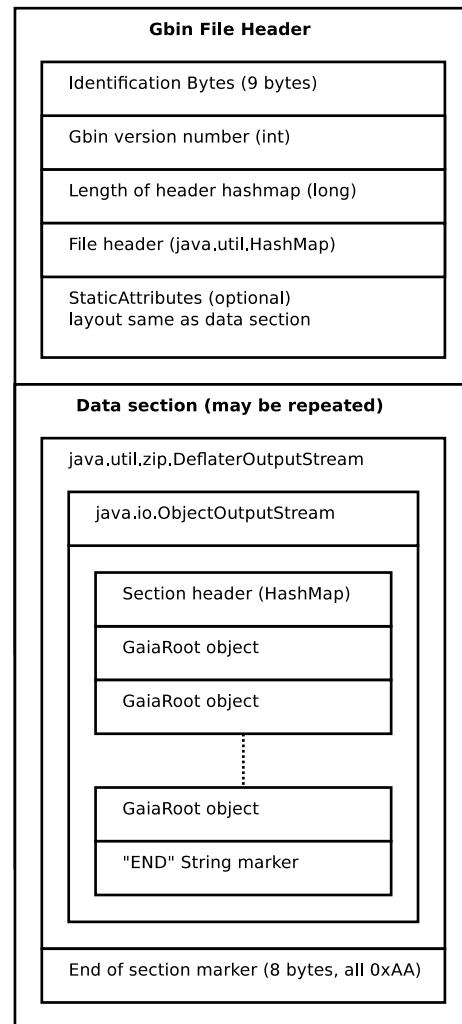 Gbin File Header
Identification Bytes (9 bytes)
Gbin version number (int)
Length of header hashmap (long)
File header (java.util.HashMap)
StaticAttributes (optional)
layout same as data section
Data section (may be repeated)
java.util.zip.DeflaterOutputStream
java.io.ObjectOutputStream
Section header (HashMap)
GaiaRoot object
GaiaRoot object
GaiaRoot object
"END" String marker
End of section marker (8 bytes, all 0xAA)